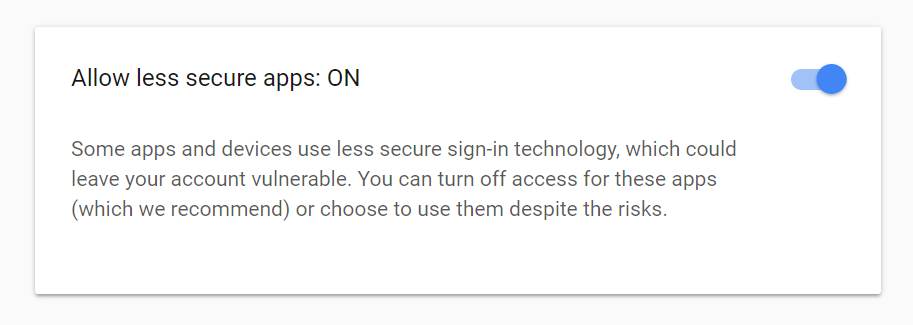 Allow less secure apps: ON
Some apps and devices use less secure sign-in technology, which could
leave your account vulnerable. You can turn off access for these apps
(which we recommend) or choose to use them despite the risks.